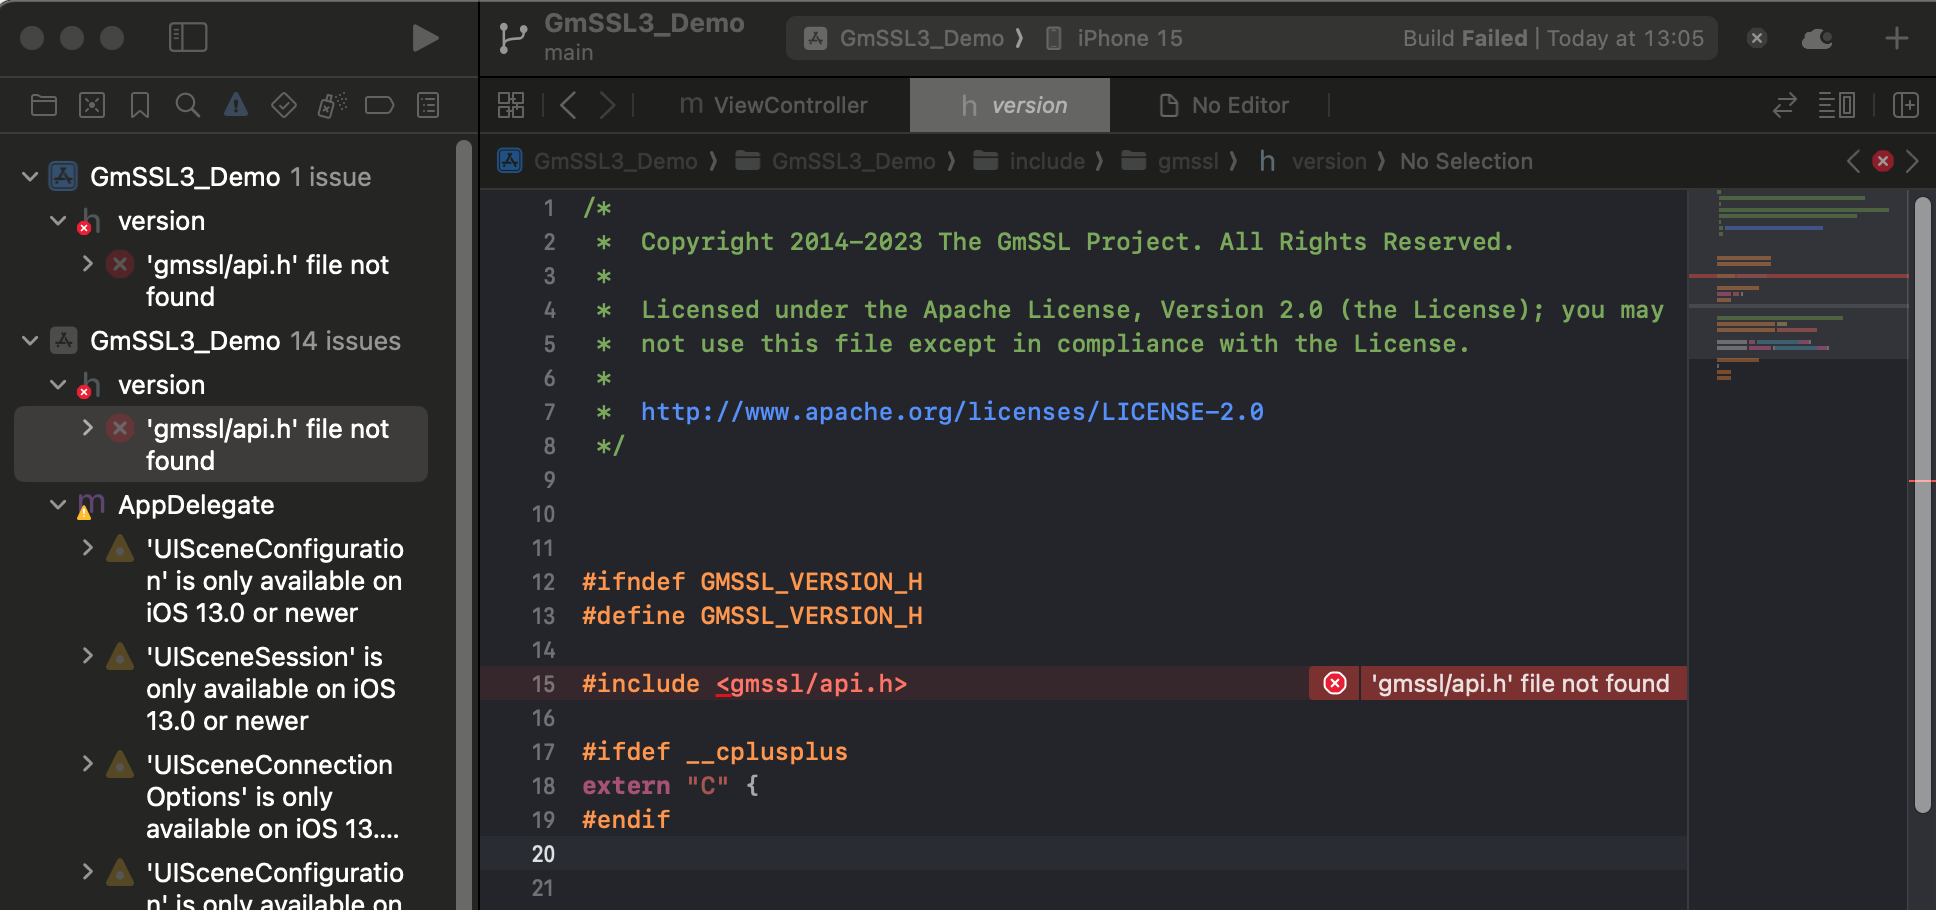 GmSSL3_Demo
main
GmSSL3_Demo ⟩ iPhone 15
Build Failed | Today at 13:05
m ViewController
h version
No Editor
GmSSL3_Demo ⟩ GmSSL3_Demo ⟩ include ⟩ gmssl ⟩ h version ⟩ No Selection
GmSSL3_Demo 1 issue
h version
'gmssl/api.h' file not
found
GmSSL3_Demo 14 issues
h version
'gmssl/api.h' file not
found
m AppDelegate
'UISceneConfiguratio
n' is only available on
iOS 13.0 or newer
'UISceneSession' is
only available on iOS
13.0 or newer
'UISceneConnection
Options' is only
available on iOS 13....
'UISceneConfiguratio
n' is only available on
1 /*
2 * Copyright 2014-2023 The GmSSL Project. All Rights Reserved.
3 *
4 * Licensed under the Apache License, Version 2.0 (the License); you may
5 * not use this file except in compliance with the License.
6 *
7 * http://www.apache.org/licenses/LICENSE-2.0
8 */
9
10
11
12 #ifndef GMSSL_VERSION_H
13 #define GMSSL_VERSION_H
14
15 #include <gmssl/api.h> 'gmssl/api.h' file not found
16
17 #ifdef __cplusplus
18 extern "C" {
19 #endif
20
21